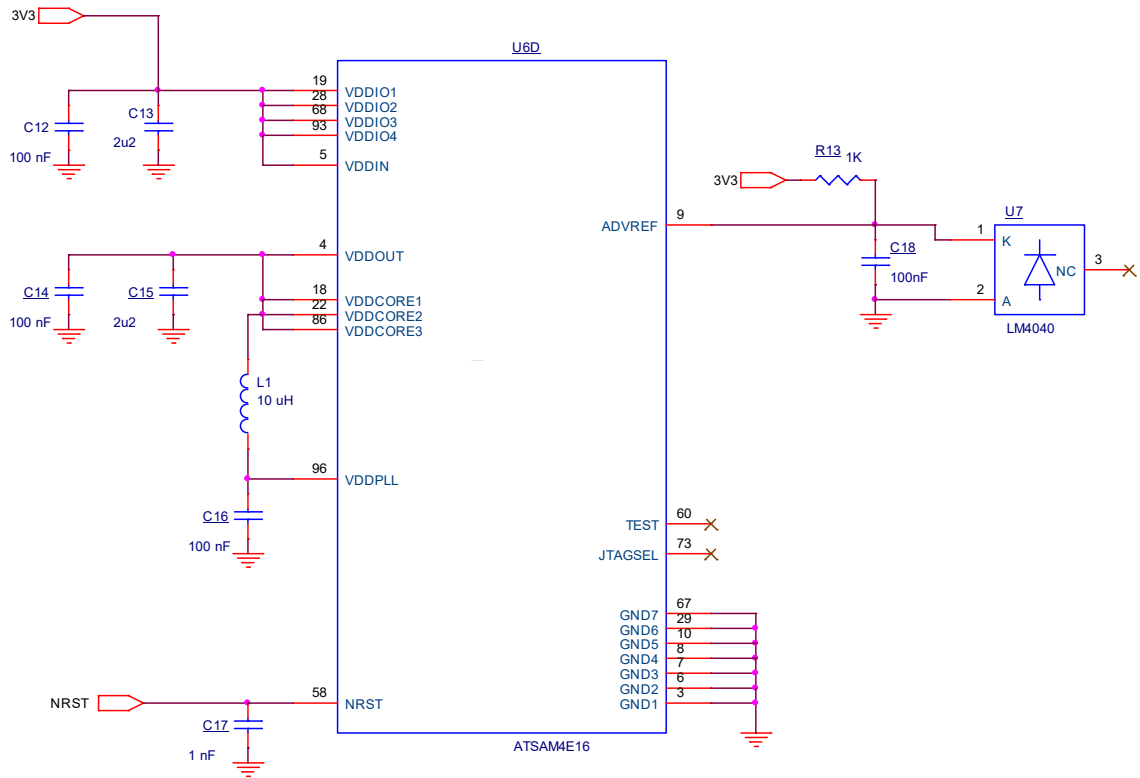 3V3
U6D
19
VDDIO1
28
VDDIO2
68
VDDIO3
93
VDDIO4
5
VDDIN
C12
100 nF
C13
2u2
R13 1K
3V3
9
ADVREF
U7
1
K
C18
100nF
NC
3
2
A
LM4040
4
VDDOUT
18
VDDCORE1
22
VDDCORE2
86
VDDCORE3
C14
100 nF
C15
2u2
L1
10 uH
96
VDDPLL
C16
100 nF
TEST
60
JTAGSEL
73
GND7
67
GND6
29
GND5
10
GND4
8
GND3
7
GND2
6
GND1
3
NRST
58
NRST
C17
1 nF
ATSAM4E16